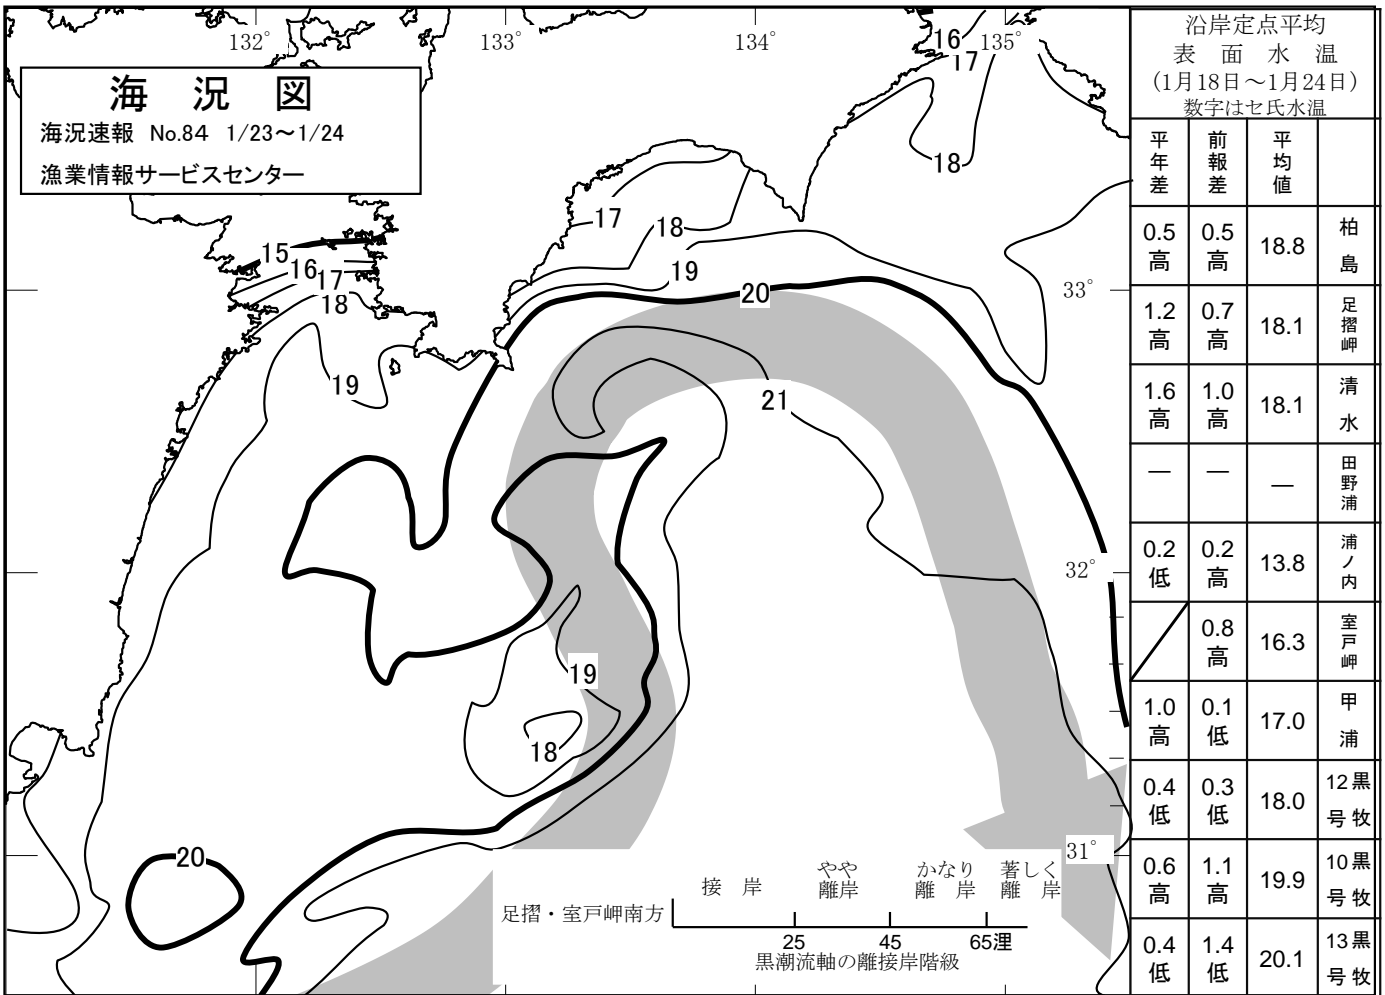 海況図
海況速報 No.84 1/23~1/24
漁業情報サービスセンター
132°
133°
134°
135°
33°
32°
31°
16
17
18
17
18
19
20
15
16
17
18
19
21
19
18
20
接岸
やや離岸
かなり離岸
著しく離岸
足摺・室戸岬南方
25 45 65浬
黒潮流軸の離接岸階級
沿岸定点平均
表面水温
(1月18日~1月24日)
数字はセ氏水温
平年差 前報差 平均値
0.5高 0.5高 18.8 柏島
1.2高 0.7高 18.1 足摺岬
1.6高 1.0高 18.1 清水
― ― ― 田野浦
0.2低 0.2高 13.8 浦ノ内
0.8高 16.3 室戸岬
1.0高 0.1低 17.0 甲浦
0.4低 0.3低 18.0 黒牧12号
0.6高 1.1高 19.9 黒牧10号
0.4低 1.4低 20.1 黒牧13号